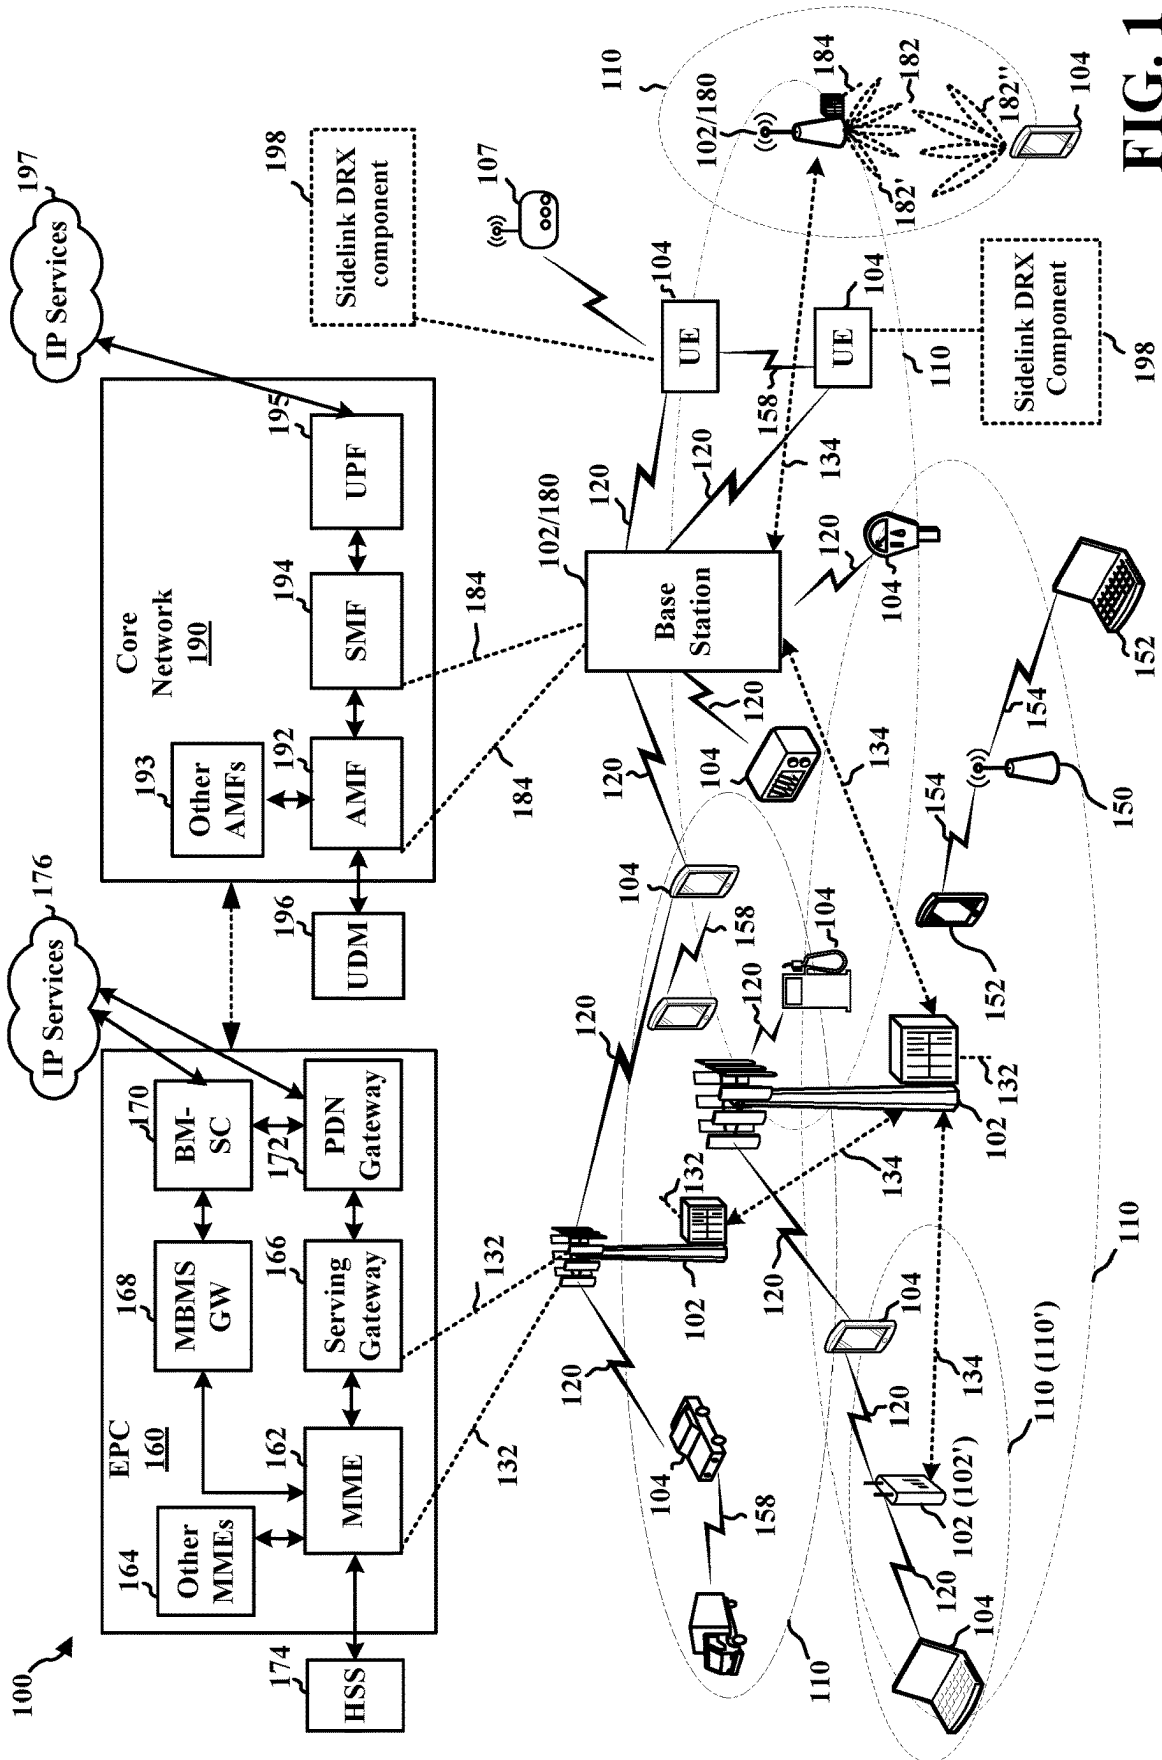 100
176
IP Services
197
IP Services
EPC
160
Core
Network
190
164
Other
MMEs
168
MBMS
GW
170
BM-
SC
193
Other
AMFs
174
HSS
162
MME
166
Serving
Gateway
172
PDN
Gateway
196
UDM
192
AMF
194
SMF
195
UPF
198
Sidelink DRX
component
132
132
184
184
107
102/180
120
120
120
120
120
104
104
UE
104
Base
Station
120
120
158
102
132
104
158
104
134
158
UE
104
110
102/180
184
182
182'
182"
104
110
110
120
104
134
120
104
120
134
134
110
102
132
120
104
152
154
150
154
152
Sidelink DRX
Component
198
104
120
102 (102')
120
134
104
110 (110')
110
FIG. 1